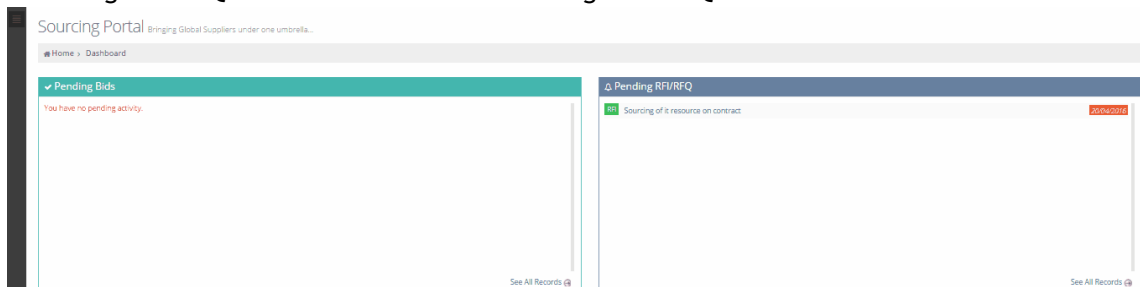 Sourcing Portal Bringing Global Suppliers under one umbrella...
Home > Dashboard
Pending Bids
You have no pending activity.
See All Records
Pending RFI/RFQ
RFI Sourcing of it resource on contract 20/04/2016
See All Records